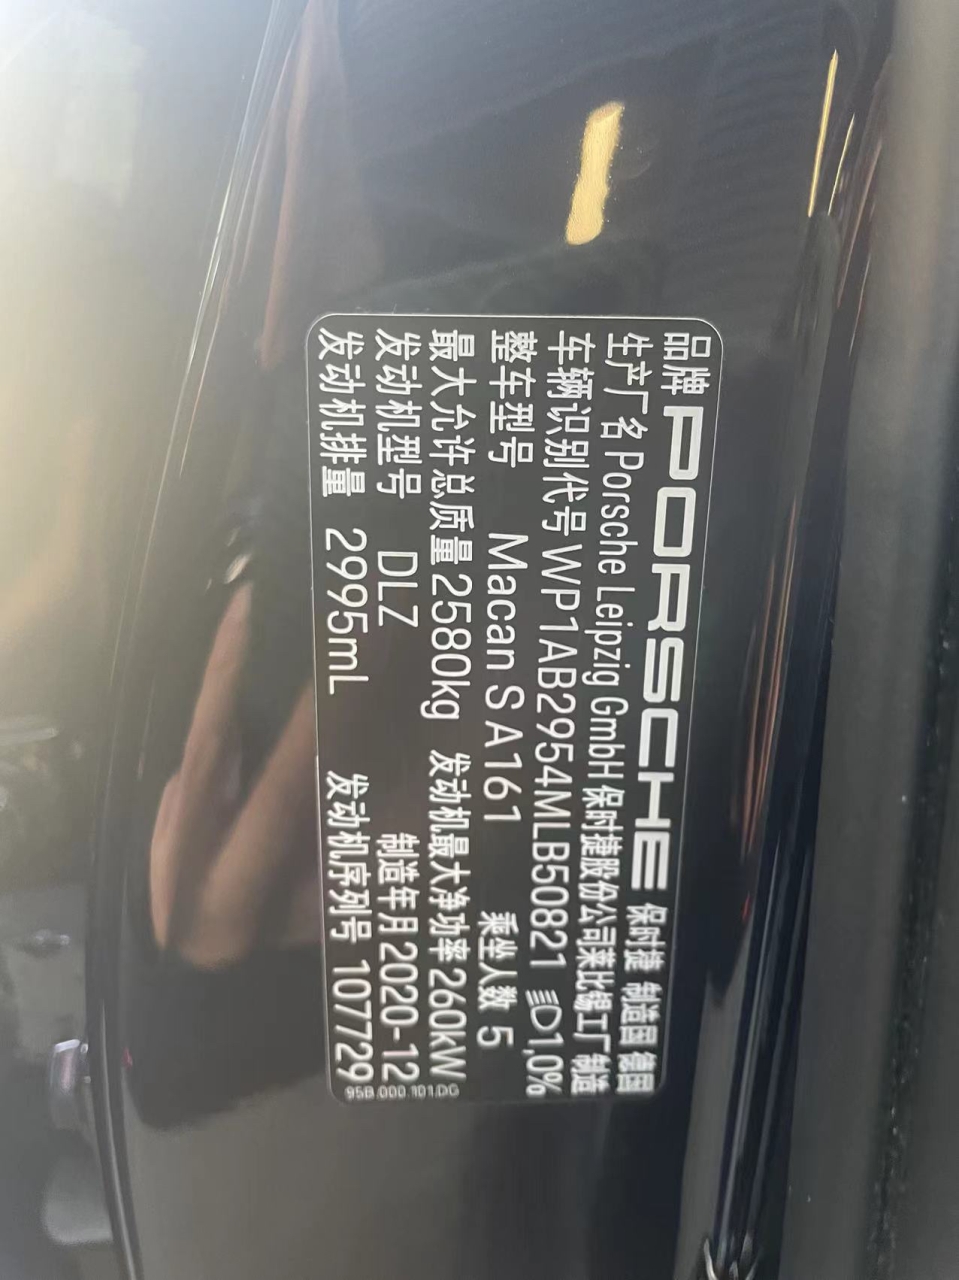 品牌 PORSCHE 保时捷 制造国 德国
生产厂名 Porsche Leipzig GmbH 保时捷股份公司莱比锡工厂 制造
车辆识别代号 WP1AB2954MLB50821 1,0%
整车型号 Macan S A161 乘坐人数 5
最大允许总质量 2580kg 发动机最大净功率 260kW
发动机型号 DLZ 制造年月 2020-12
发动机排量 2995mL 发动机序列号 107729
95B.000.101.DG